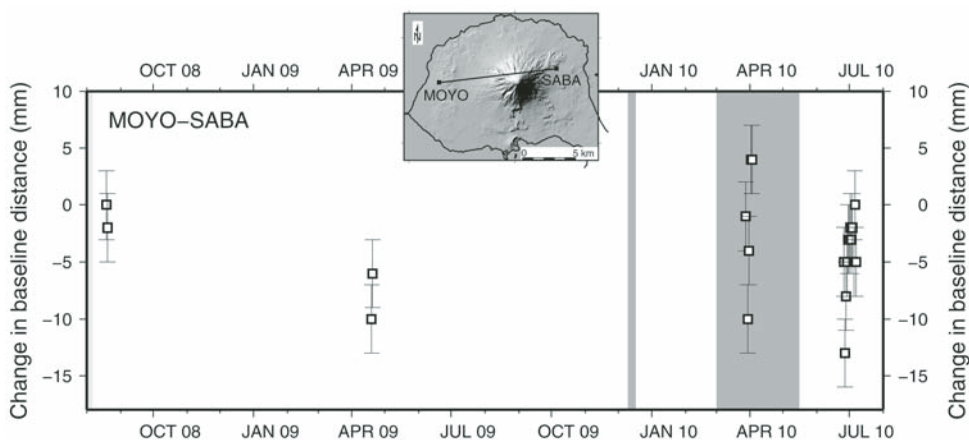 N
MOYO
SABA
0 5 km
OCT 08 JAN 09 APR 09 JAN 10 APR 10 JUL 10
Change in baseline distance (mm)
10
5
0
−5
−10
−15
MOYO−SABA
10
5
0
−5
−10
−15
Change in baseline distance (mm)
OCT 08 JAN 09 APR 09 JUL 09 OCT 09 JAN 10 APR 10 JUL 10